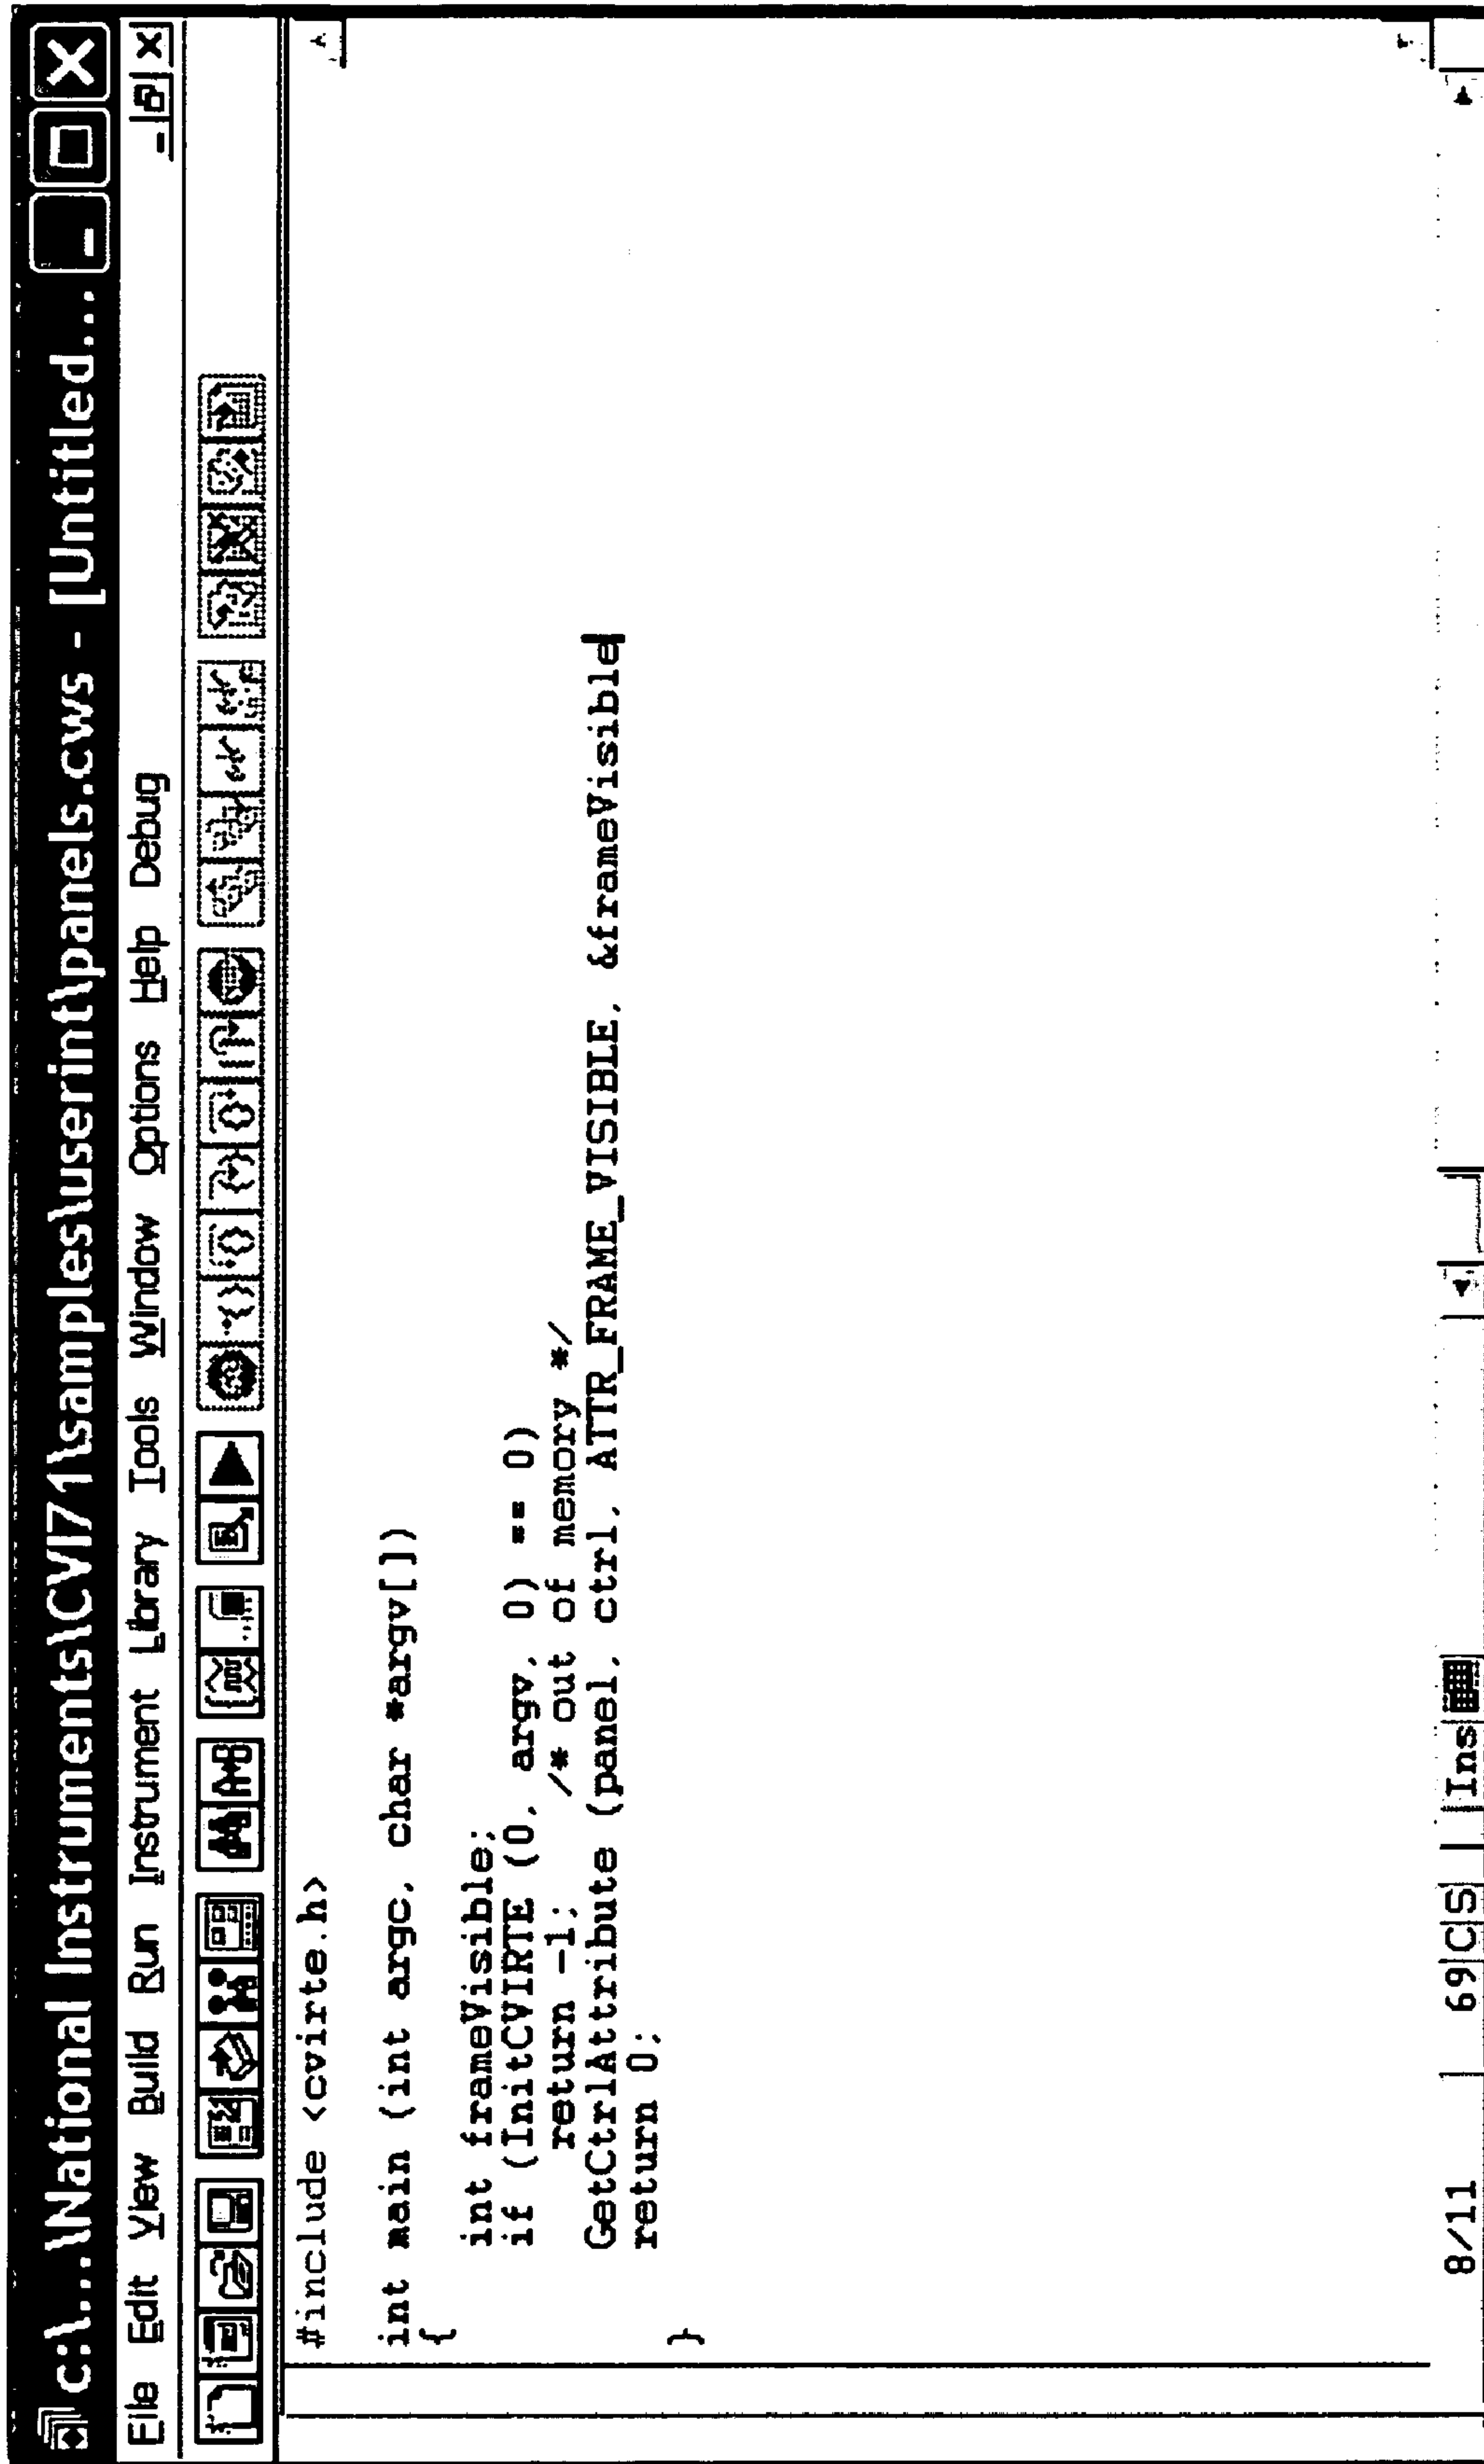 c:\...\National Instruments\CVI71\samples\userint\panels.cws - [Untitled...
File Edit View Build Run Instrument Library Tools Window Options Help Debug
#include <cvirte.h>
int main (int argc, char *argv[])
{
int frameVisible;
if (InitCVIRTE (0, argv, 0) == 0)
return -1; /* out of memory */
GetCtrlAttribute (panel, ctrl, ATTR_FRAME_VISIBLE, &frameVisible
return 0;
}
8/11 69 C S Ins